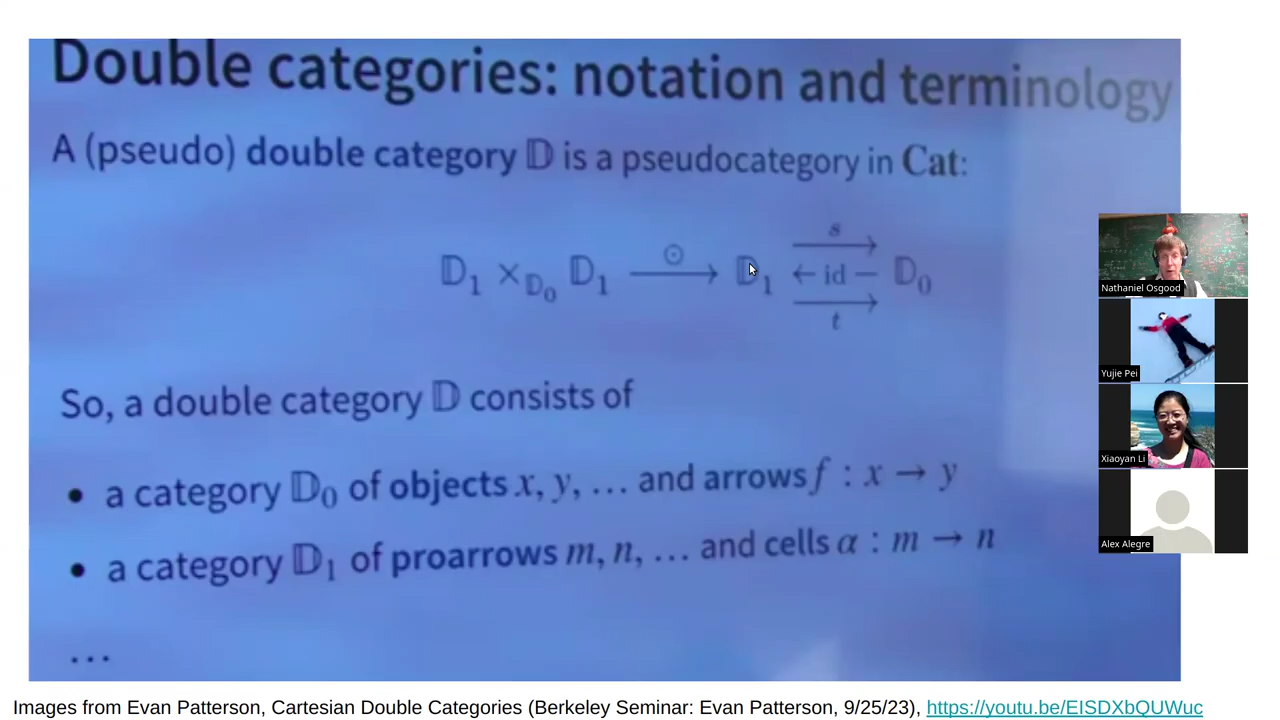 Double categories: notation and terminology
A (pseudo) double category 𝔻 is a pseudocategory in Cat:
𝔻₁ ×_𝔻₀ 𝔻₁ ⟶ ⊙ 𝔻₁ s ← id − t 𝔻₀
So, a double category 𝔻 consists of
• a category 𝔻₀ of objects x, y, … and arrows f : x → y
• a category 𝔻₁ of proarrows m, n, … and cells α : m → n
…
Images from Evan Patterson, Cartesian Double Categories (Berkeley Seminar: Evan Patterson, 9/25/23), https://youtu.be/EISDXbQUWuc
Nathaniel Osgood
Yujie Pei
Xiaoyan Li
Alex Alegre